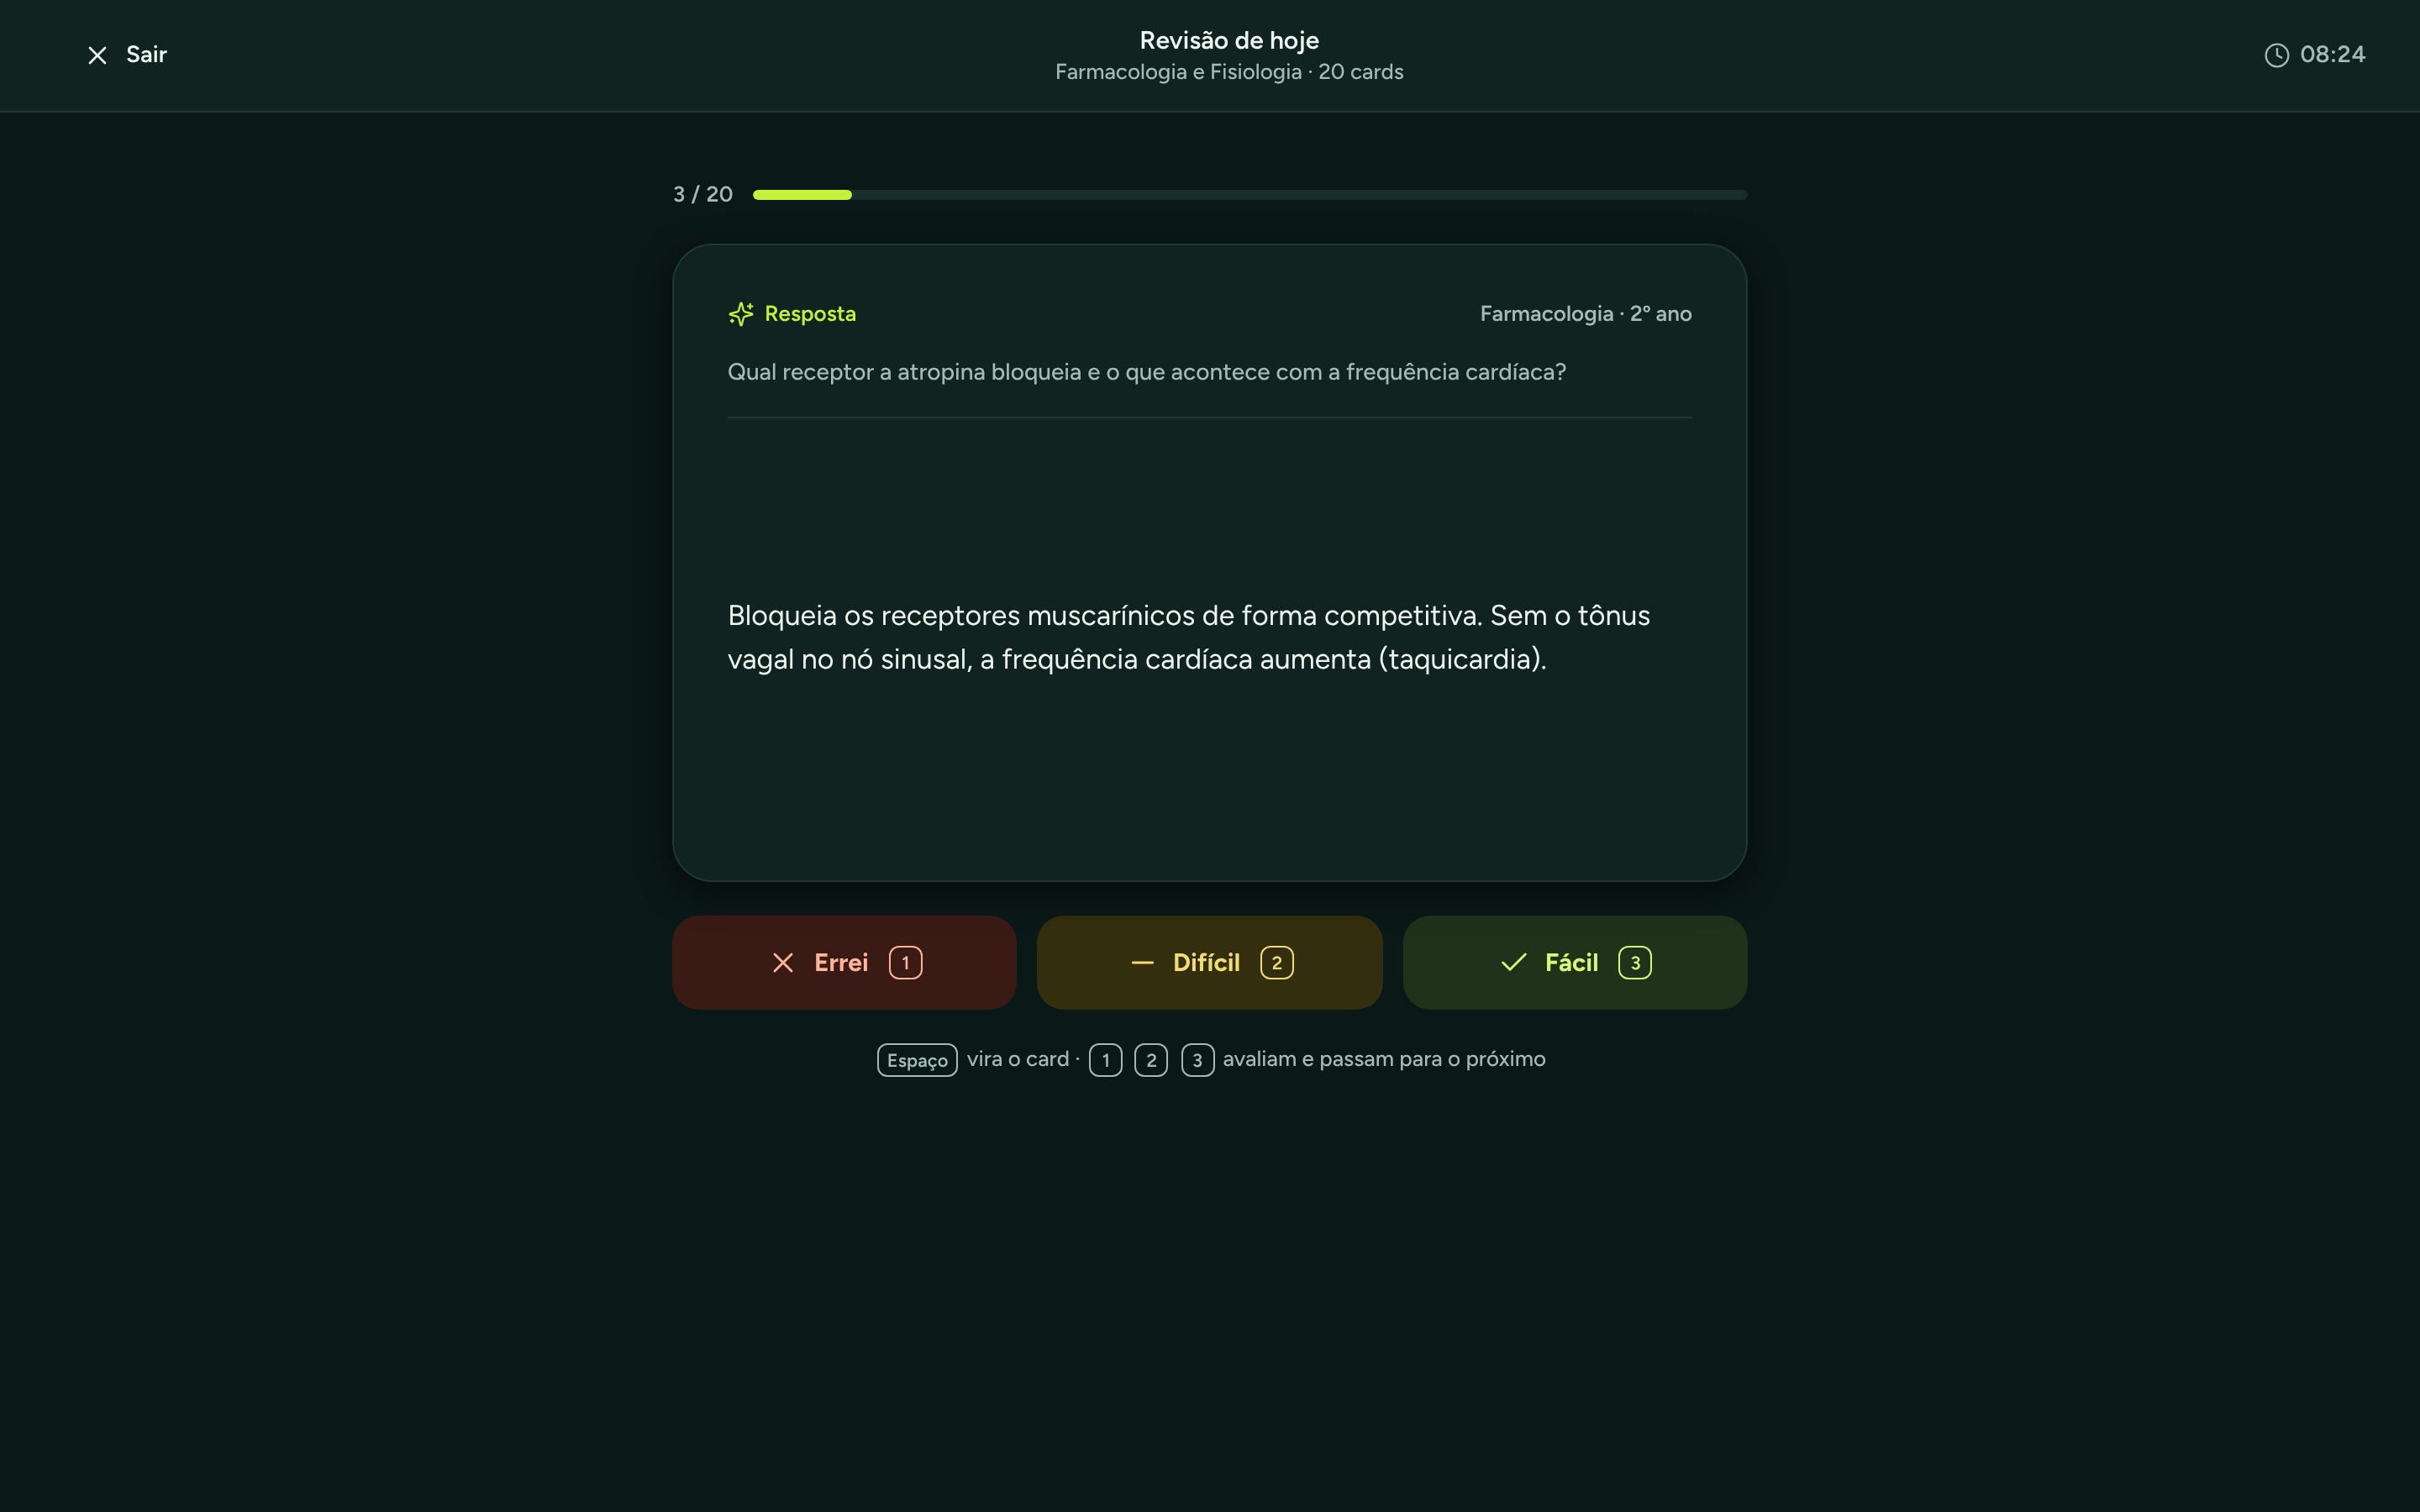 Sair
Revisão de hoje
Farmacologia e Fisiologia · 20 cards
08:24
3 / 20
Resposta
Farmacologia · 2º ano
Qual receptor a atropina bloqueia e o que acontece com a frequência cardíaca?
Bloqueia os receptores muscarínicos de forma competitiva. Sem o tônus
vagal no nó sinusal, a frequência cardíaca aumenta (taquicardia).
Errei 1
Difícil 2
Fácil 3
Espaço vira o card · 1 2 3 avaliam e passam para o próximo